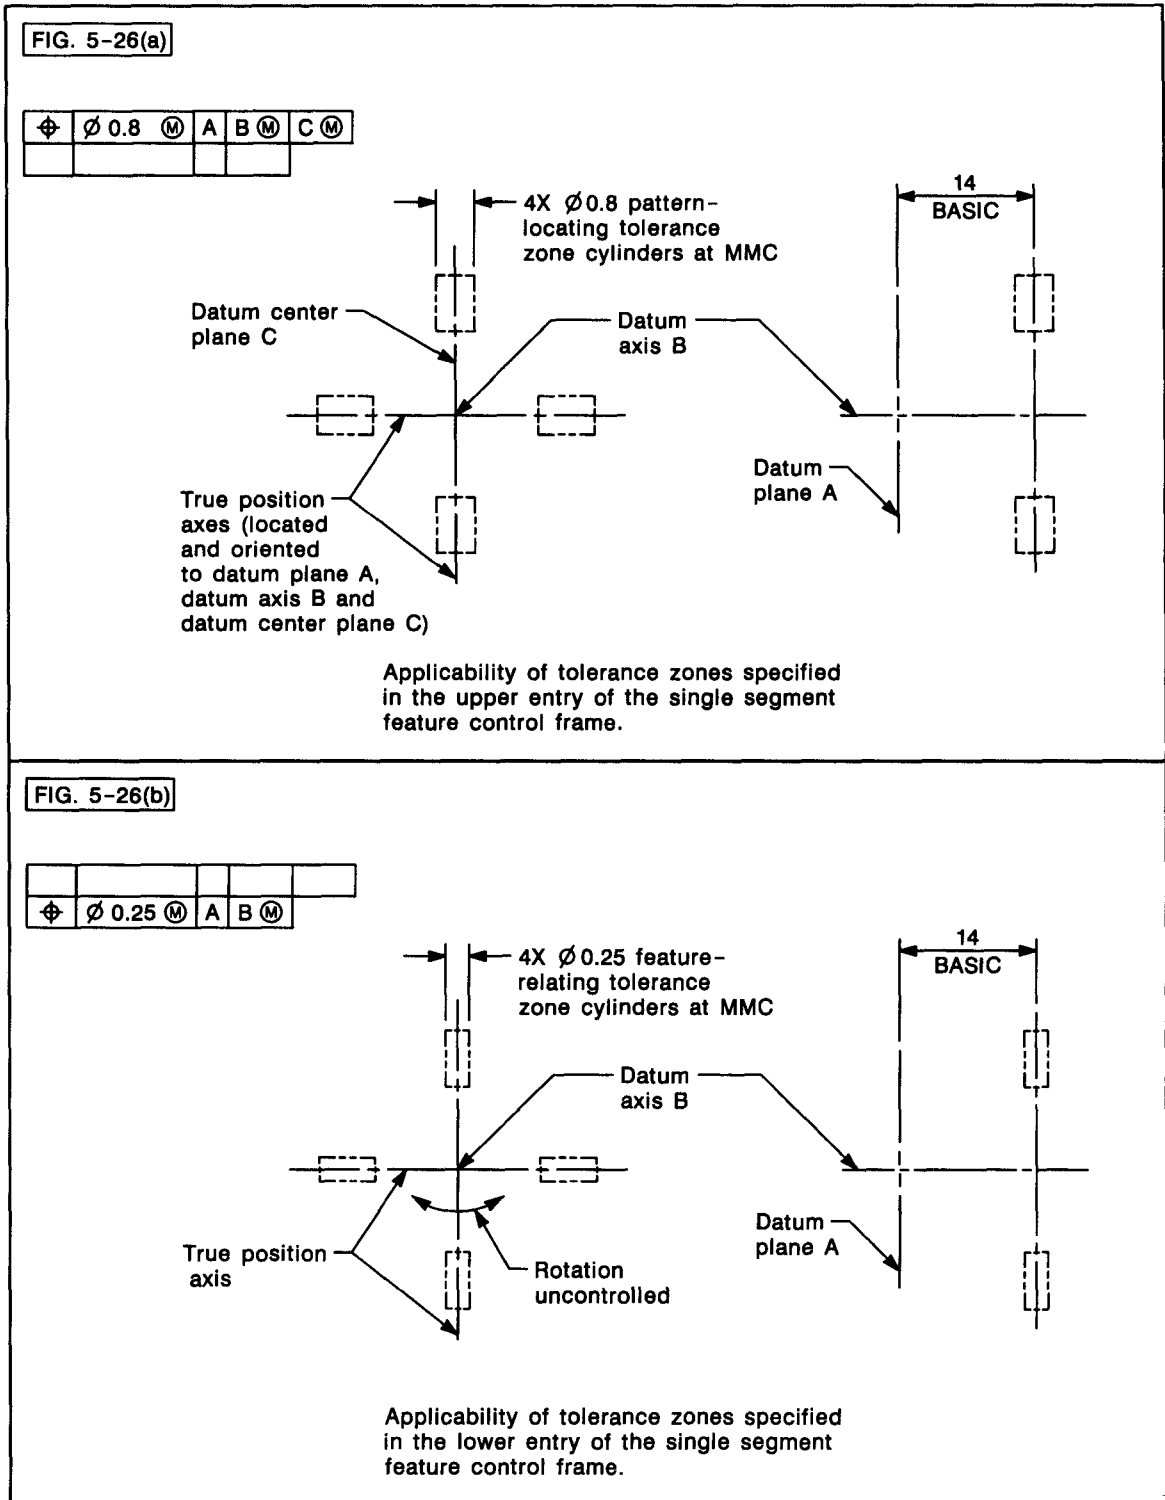 FIG. 5-26(a)
⌖ Ø 0.8 Ⓜ A B Ⓜ C Ⓜ
14
BASIC
4X Ø 0.8 pattern-
locating tolerance
zone cylinders at MMC
Datum center
plane C
Datum
axis B
Datum
plane A
True position
axes (located
and oriented
to datum plane A,
datum axis B and
datum center plane C)
Applicability of tolerance zones specified
in the upper entry of the single segment
feature control frame.
FIG. 5-26(b)
⌖ Ø 0.25 Ⓜ A B Ⓜ
14
BASIC
4X Ø 0.25 feature-
relating tolerance
zone cylinders at MMC
Datum
axis B
Datum
plane A
True position
axis
Rotation
uncontrolled
Applicability of tolerance zones specified
in the lower entry of the single segment
feature control frame.